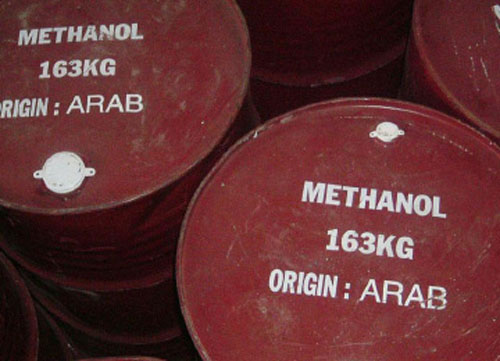 METHANOL
163KG
ORIGIN : ARAB
METHANOL
163KG
ORIGIN : ARAB